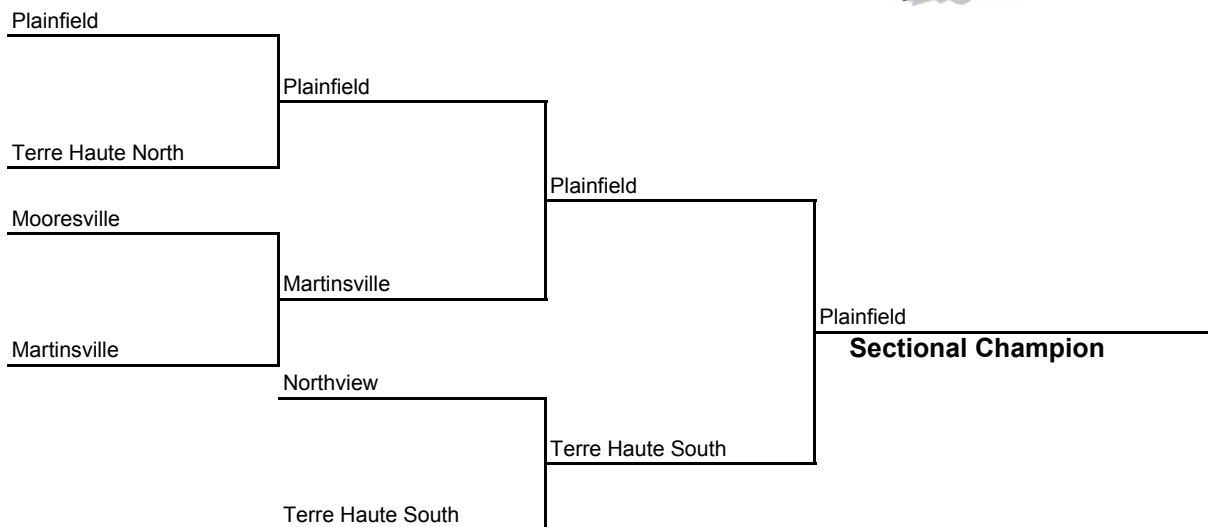 Plainfield
Plainfield
Terre Haute North
Plainfield
Mooresville
Martinsville
Plainfield
Martinsville
Sectional Champion
Northview
Terre Haute South
Terre Haute South